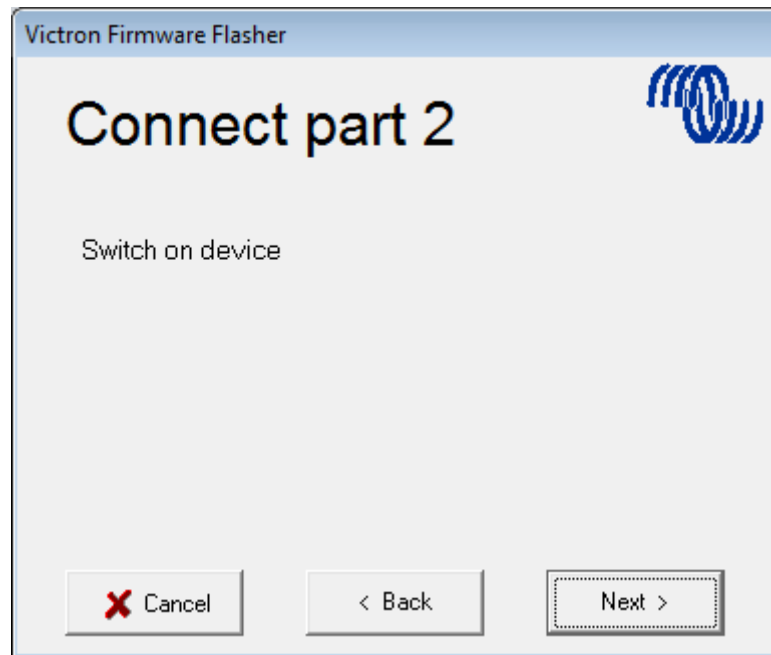 Victron Firmware Flasher
Connect part 2
Switch on device
Cancel
< Back
Next >